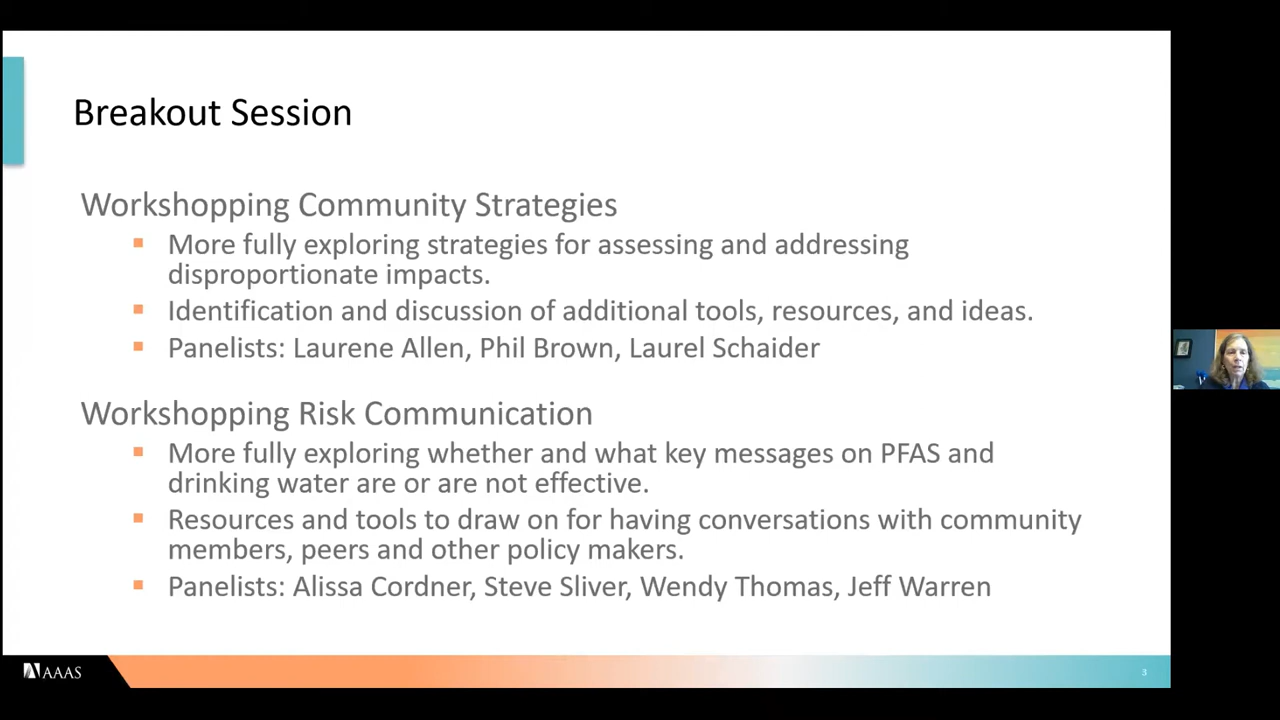 Breakout Session
Workshopping Community Strategies
More fully exploring strategies for assessing and addressing
disproportionate impacts.
Identification and discussion of additional tools, resources, and ideas.
Panelists: Laurene Allen, Phil Brown, Laurel Schaider
Workshopping Risk Communication
More fully exploring whether and what key messages on PFAS and
drinking water are or are not effective.
Resources and tools to draw on for having conversations with community
members, peers and other policy makers.
Panelists: Alissa Cordner, Steve Sliver, Wendy Thomas, Jeff Warren
AAAS
3